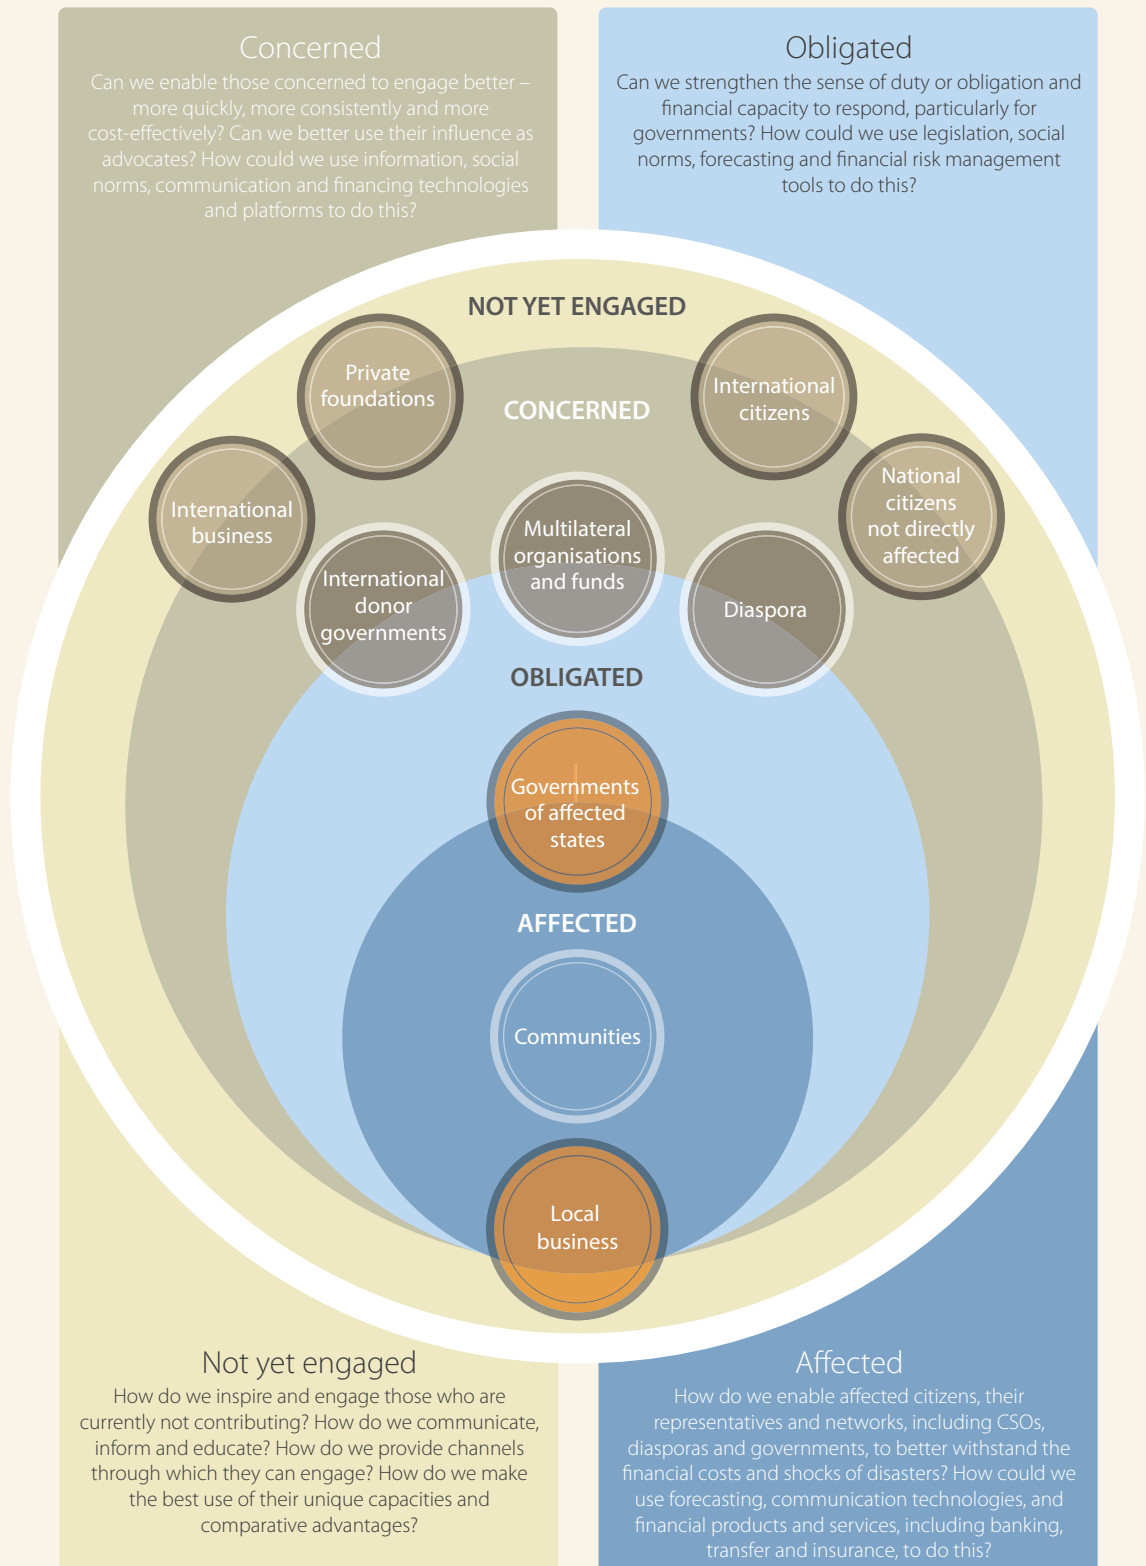 Concerned
Can we enable those concerned to engage better –
more quickly, more consistently and more
cost-effectively? Can we better use their influence as
advocates? How could we use information, social
norms, communication and financing technologies
and platforms to do this?
Obligated
Can we strengthen the sense of duty or obligation and
financial capacity to respond, particularly for
governments? How could we use legislation, social
norms, forecasting and financial risk management
tools to do this?
NOT YET ENGAGED
Private
foundations
International
citizens
CONCERNED
International
business
National
citizens
not directly
affected
International
donor
governments
Multilateral
organisations
and funds
Diaspora
OBLIGATED
Governments
of affected
states
AFFECTED
Communities
Local
business
Not yet engaged
How do we inspire and engage those who are
currently not contributing? How do we communicate,
inform and educate? How do we provide channels
through which they can engage? How do we make
the best use of their unique capacities and
comparative advantages?
Affected
How do we enable affected citizens, their
representatives and networks, including CSOs,
diasporas and governments, to better withstand the
financial costs and shocks of disasters? How could we
use forecasting, communication technologies, and
financial products and services, including banking,
transfer and insurance, to do this?